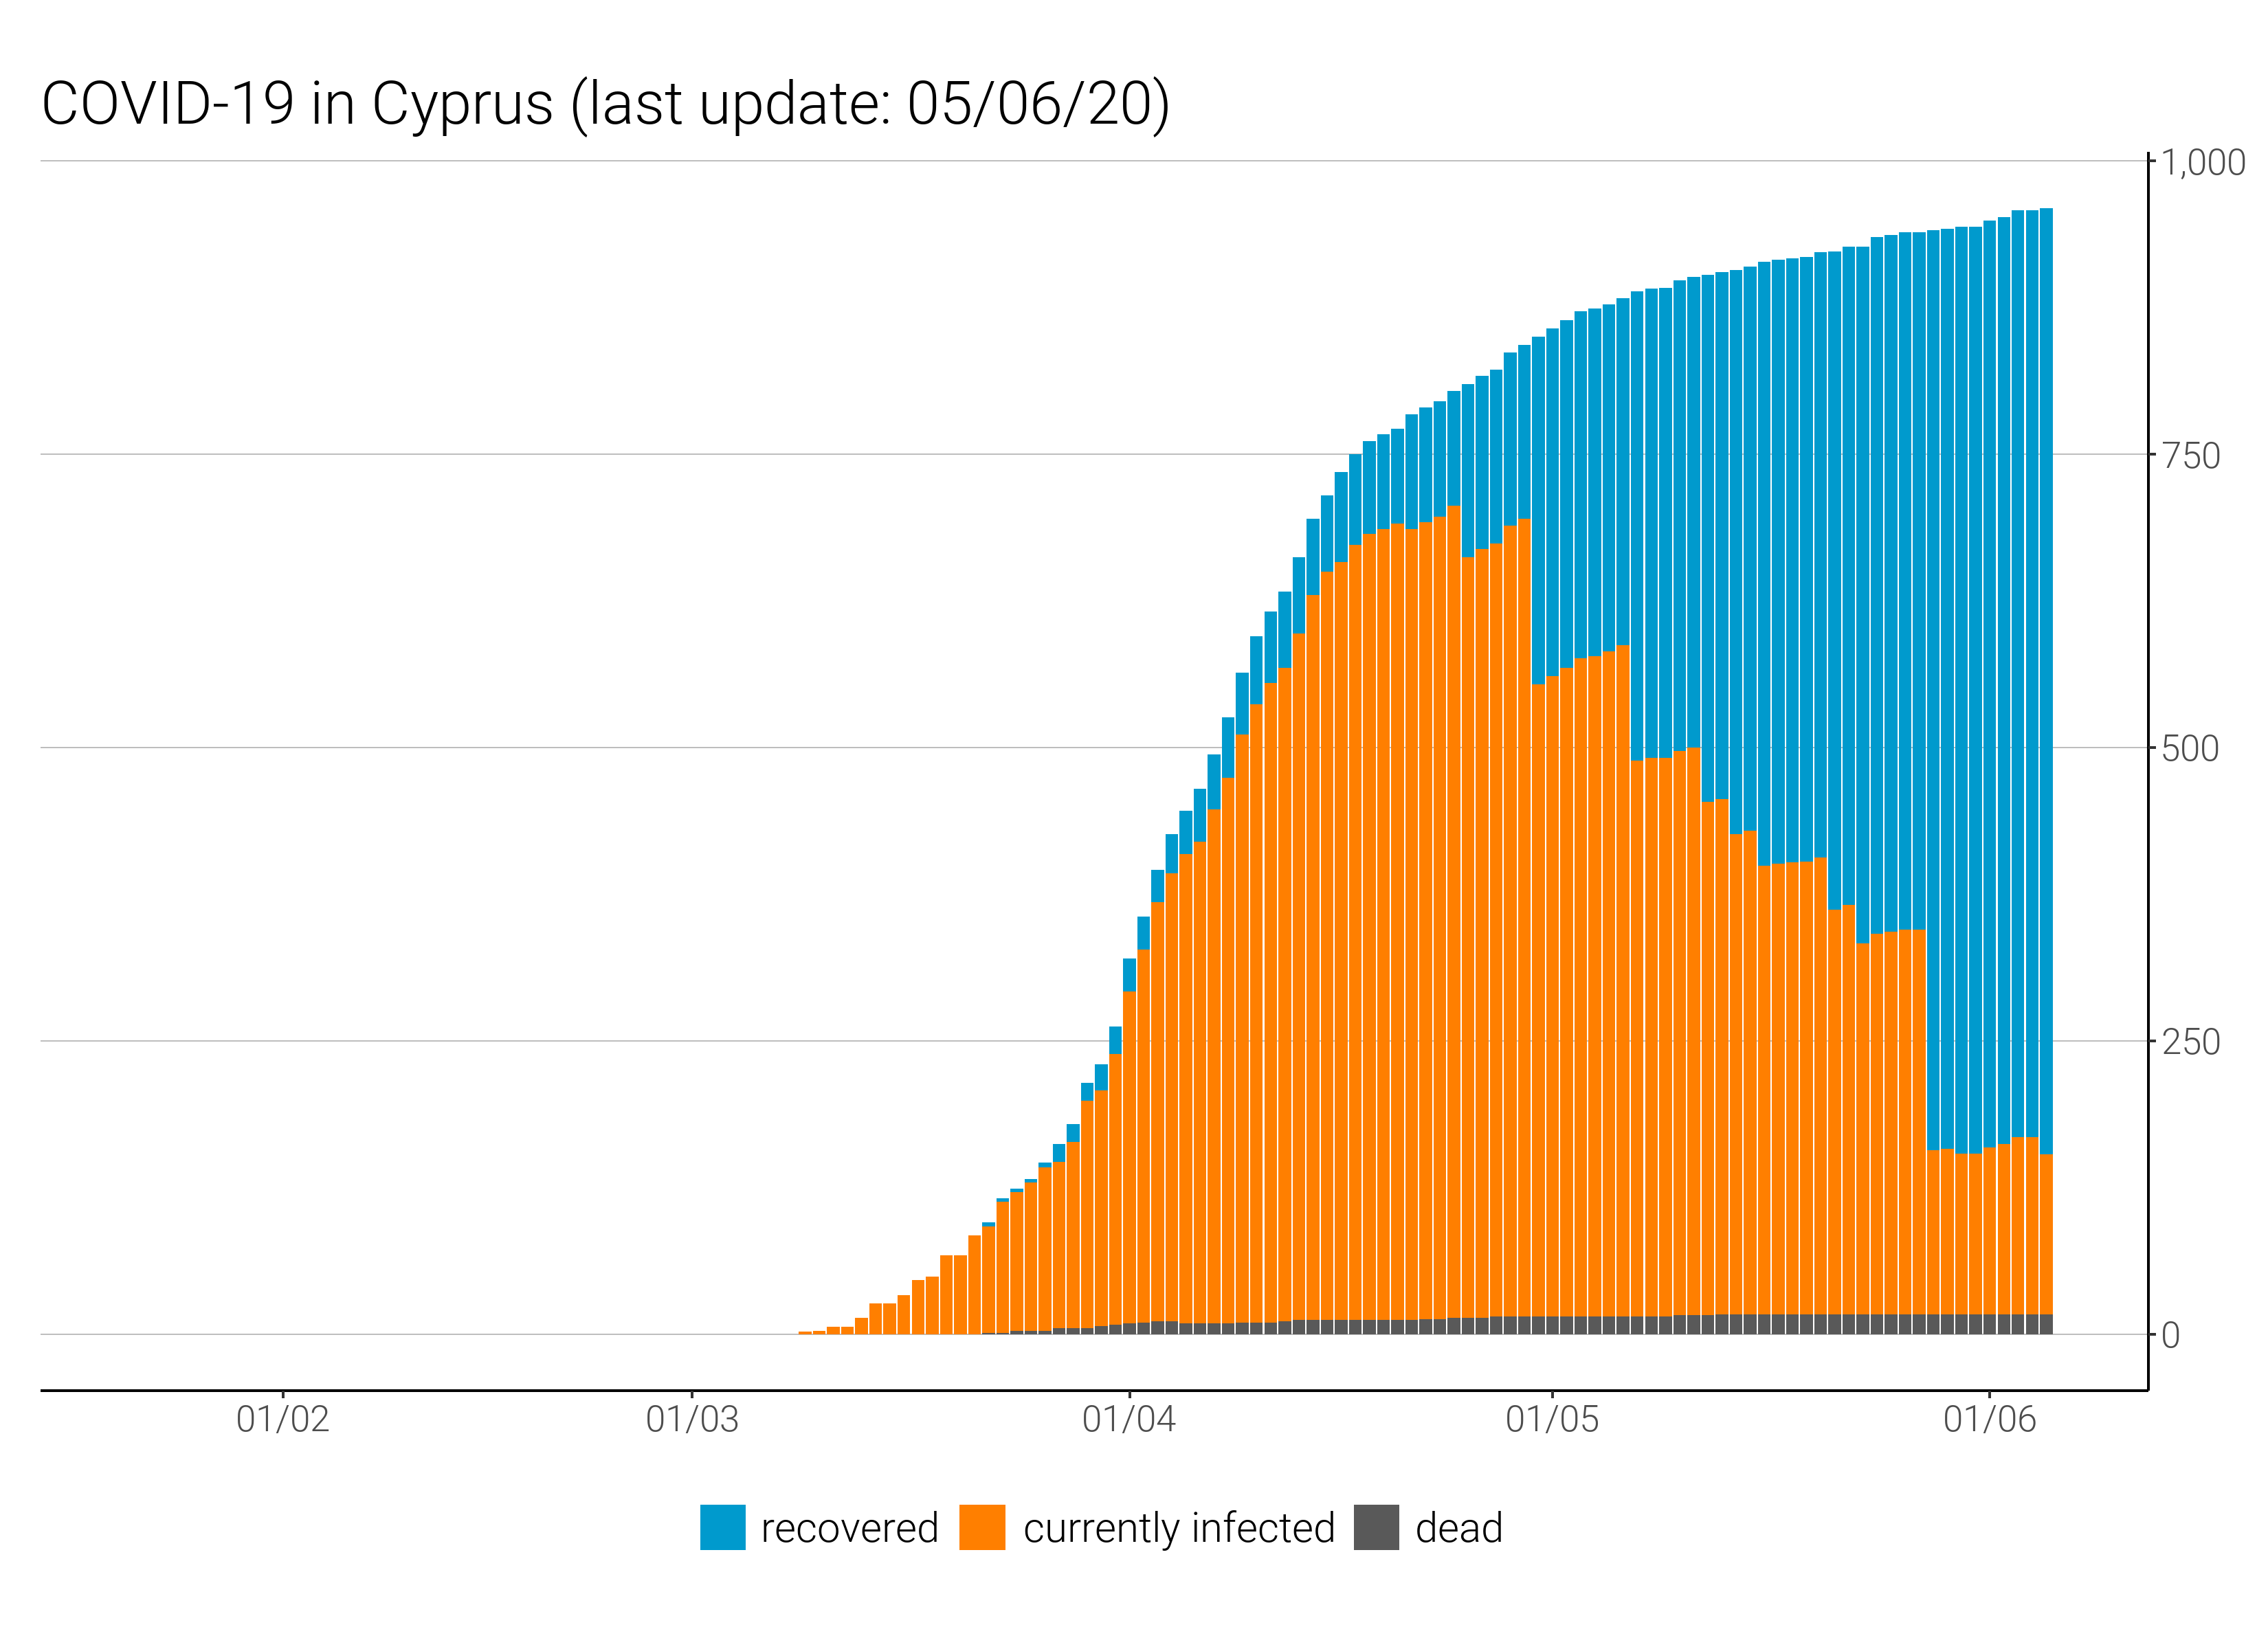 COVID-19 in Cyprus (last update: 05/06/20)
1,000
750
500
250
0
01/02 01/03 01/04 01/05 01/06
recovered currently infected dead